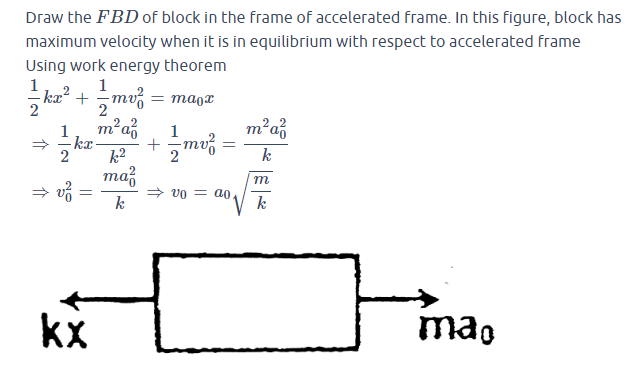 Draw the FBD of block in the frame of accelerated frame. In this figure, block has
maximum velocity when it is in equilibrium with respect to accelerated frame
Using work energy theorem
$\frac{1}{2}kx^2 + \frac{1}{2}mv_0^2 = ma_0x$
$\Rightarrow \frac{1}{2}kx\frac{m^2a_0^2}{k^2} + \frac{1}{2}mv_0^2 = \frac{m^2a_0^2}{k}$
$\Rightarrow v_0^2 = \frac{ma_0^2}{k} \Rightarrow v_0 = a_0\sqrt{\frac{m}{k}}$
kx ma₀